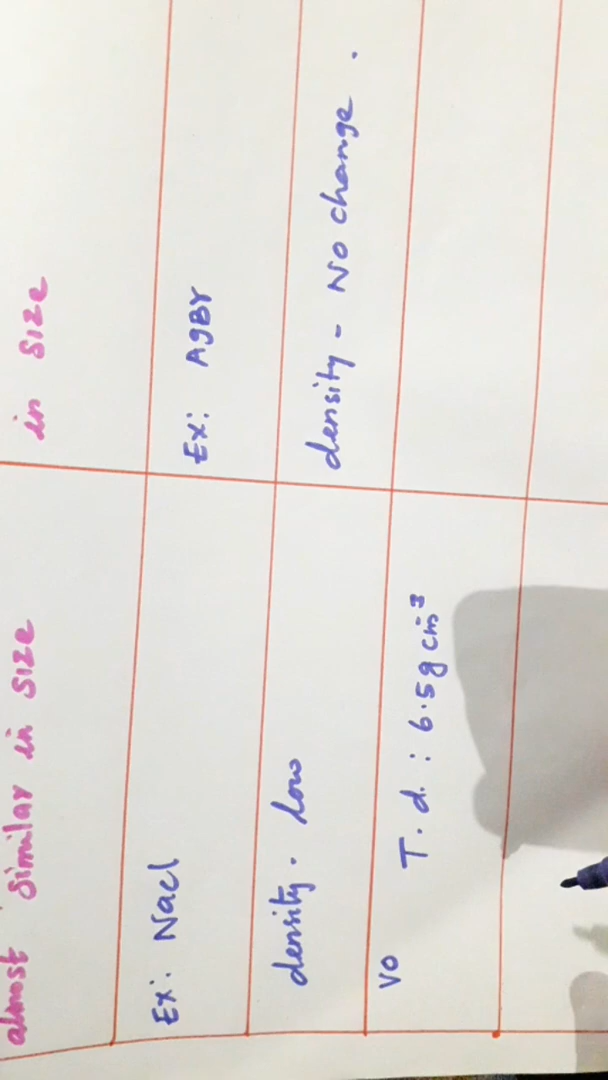 almost similar in size
in size
Ex: Nacl
Ex: AgBr
density. Low
density - No change.
VO
T.d.: 6.5g cm⁻³